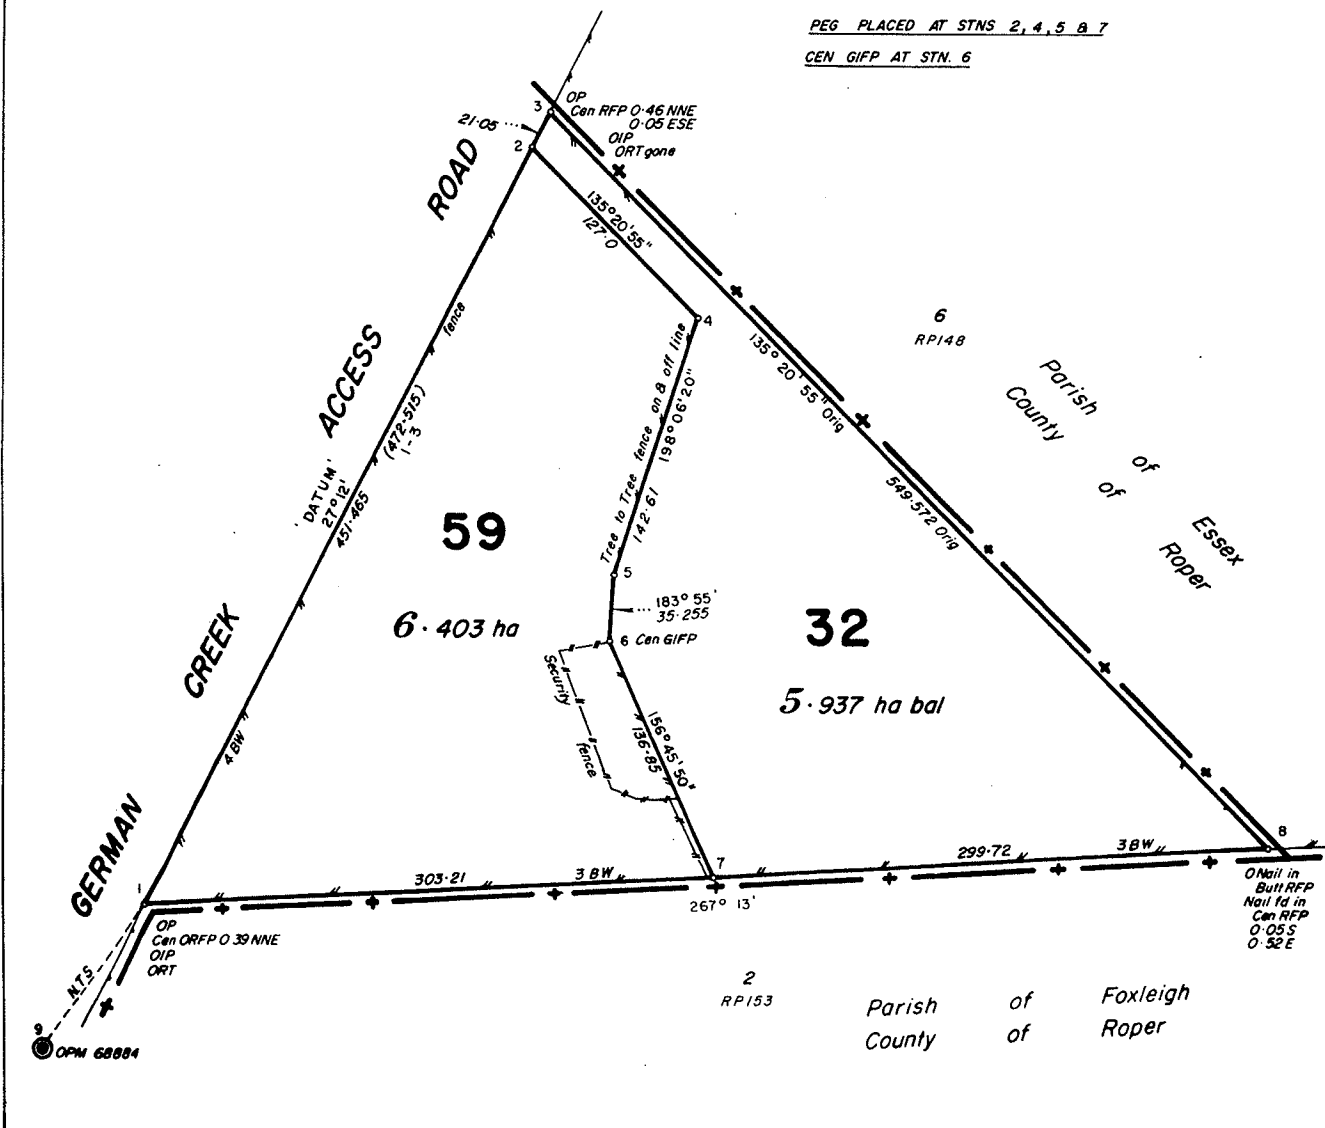 PEG PLACED AT STNS 2, 4, 5 & 7
CEN GIFP AT STN. 6
3
OP
Cen RFP 0·46 NNE
0·05 ESE
OIP
ORT gone
21·05
2
135°20'55"
127·0
4
GERMAN CREEK ACCESS ROAD
fence
(472·515)
1-3
'DATUM'
27°12'
451·465
4 BW
Tree to Tree fence on & off line
198°06'20"
142·61
135°20'55" Orig
549·572 Orig
6
RP148
Parish of Essex
County of Roper
59
6·403 ha
5
183°55'
35·255
6 Cen GIFP
32
5·937 ha bal
Security
fence
156°45'50"
136·85
7
8
1
303·21
3 BW
299·72
3 BW
267° 13'
O Nail in
Butt RFP
Nail fd in
Cen RFP
0·05 S
0·52 E
OP
Cen ORFP 0·39 NNE
OIP
ORT
N.T.S
9
OPM 68884
2
RP153
Parish of Foxleigh
County of Roper